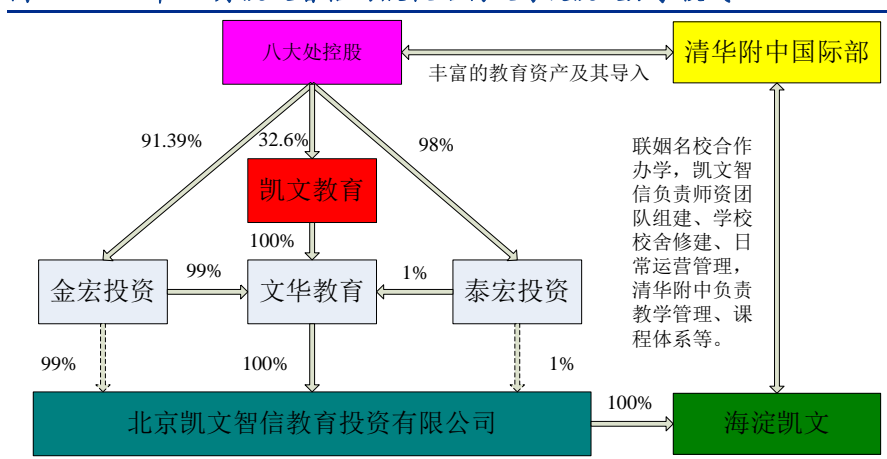 八大处控股
清华附中国际部
丰富的教育资产及其导入
91.39%
32.6%
98%
联姻名校合作
办学，凯文智
信负责师资团
队组建、学校
校舍修建、日
常运营管理，
清华附中负责
教学管理、课
程体系等。
凯文教育
100%
金宏投资
99%
文华教育
1%
泰宏投资
99%
100%
1%
北京凯文智信教育投资有限公司
100%
海淀凯文